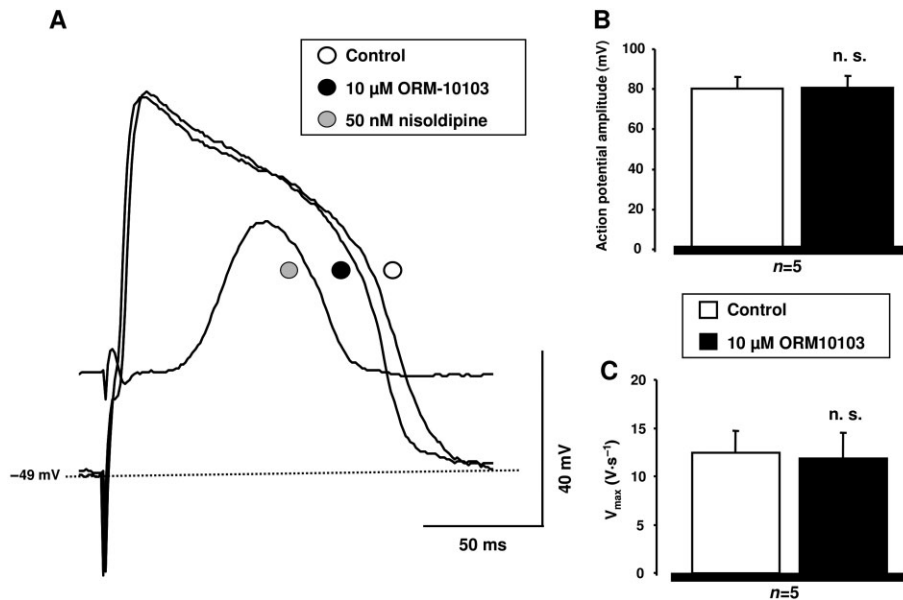 A
Control
10 µM ORM-10103
50 nM nisoldipine
−49 mV
40 mV
50 ms
B
Action potential amplitude (mV)
100
80
60
40
20
0
n. s.
n=5
Control
10 µM ORM10103
C
Vmax (V·s⁻¹)
20
15
10
5
0
n. s.
n=5